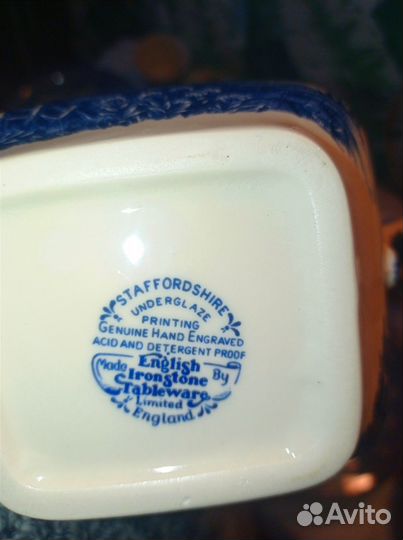 STAFFORDSHIRE
UNDERGLAZE
PRINTING
GENUINE HAND ENGRAVED
ACID AND DETERGENT PROOF
Made English By
Ironstone
Tableware
Limited
England
Avito